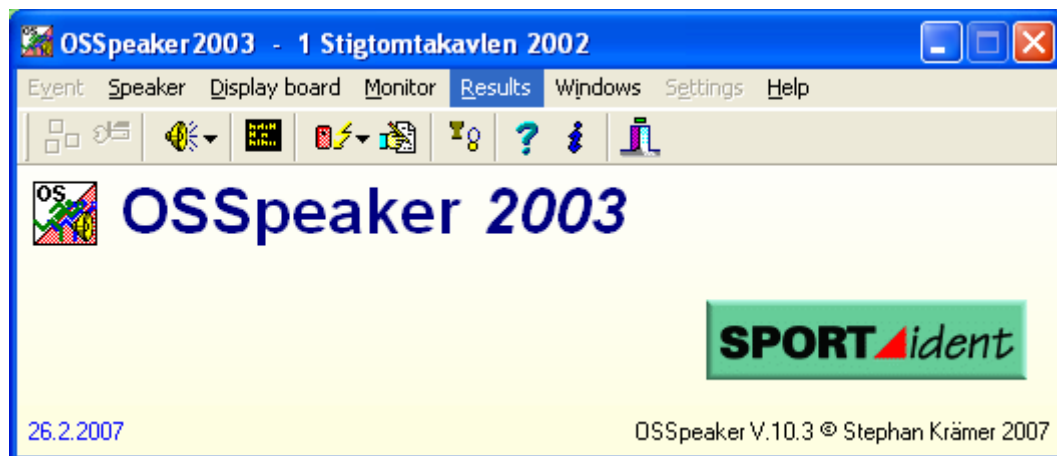 OSSpeaker2003 - 1 Stigtomtakavlen 2002
Event Speaker Display board Monitor Results Windows Settings Help
OS
OSSpeaker 2003
SPORTident
26.2.2007
OSSpeaker V.10.3 © Stephan Krämer 2007